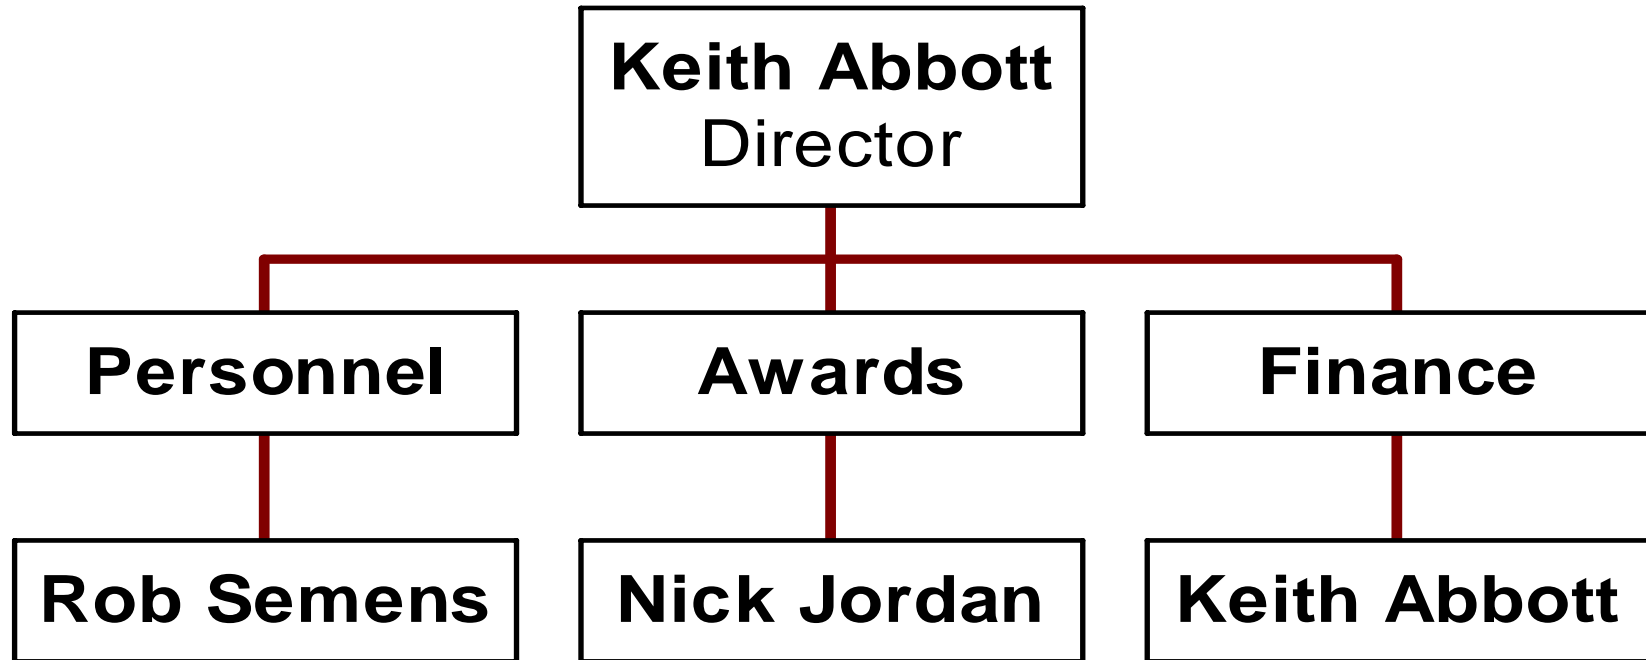 Keith Abbott
Director
Personnel
Awards
Finance
Rob Semens
Nick Jordan
Keith Abbott